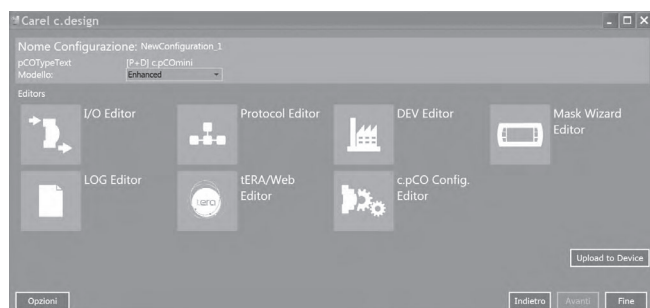 Carel c.design
Nome Configurazione: NewConfiguration_1
pCOTypeText [P+D] c.pCOmini
Modello: Enhanced
Editors
I/O Editor
Protocol Editor
DEV Editor
Mask Wizard
Editor
LOG Editor
tERA/Web
Editor
tera
c.pCO Config.
Editor
Upload to Device
Opzioni
Indietro
Avanti
Fine